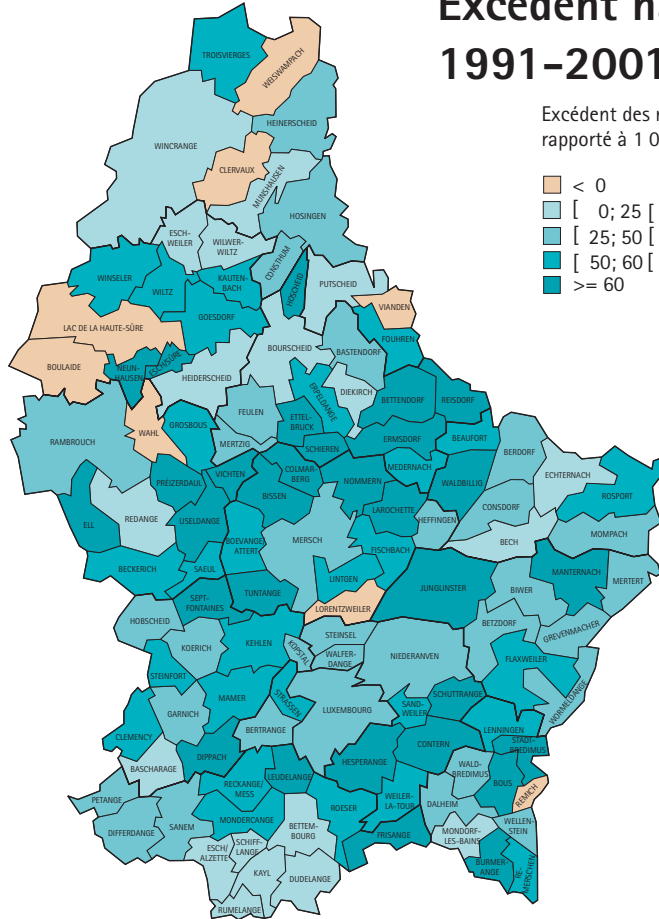 Excédent na
1991–2001
Excédent des
rapporté à 1 0
< 0
[ 0; 25 [
[ 25; 50 [
[ 50; 60 [
>= 60
TROISVIERGES
WEISWAMPACH
HEINERSCHEID
WINCRANGE
CLERVAUX
MUNSHAUSEN
HOSINGEN
ESCH-
WEILER
WILWER-
WILTZ
CONSTHUM
WINSELER
WILTZ
KAUTEN-
BACH
HOSCHEID
PUTSCHEID
GOESDORF
VIANDEN
LAC DE LA HAUTE-SÛRE
FOUHREN
BOURSCHEID
BASTENDORF
BOULAIDE
NEUN-
HAUSEN
ESCH/SÛRE
HEIDERSCHEID
ERPELDANGE
DIEKIRCH
BETTENDORF
REISDORF
FEULEN
ETTEL-
BRUCK
RAMBROUCH
WAHL
GROSBOUS
MERTZIG
SCHIEREN
ERMSDORF
BEAUFORT
BERDORF
ECHTERNACH
VICHTEN
COLMAR-
BERG
MEDERNACH
PREIZERDAUL
BISSEN
NOMMERN
WALDBILLIG
ROSPORT
ELL
REDANGE
USELDANGE
LAROCHETTE
CONSDORF
HEFFINGEN
MOMPACH
BOEVANGE
ATTERT
MERSCH
BECH
FISCHBACH
BECKERICH
SAEUL
LINTGEN
JUNGLINSTER
MANTERNACH
MERTERT
TUNTANGE
BIWER
SEPT-
FONTAINES
LORENTZWEILER
HOBSCHEID
BETZDORF
GREVENMACHER
STEINSEL
KOERICH
KEHLEN
KOPSTAL
WALFER-
DANGE
NIEDERANVEN
FLAXWEILER
STEINFORT
SCHUTTRANGE
WORMELDANGE
MAMER
STRASSEN
LUXEMBOURG
SAND-
WEILER
GARNICH
LENNINGEN
CLEMENCY
BERTRANGE
CONTERN
STADT-
BREDIMUS
DIPPACH
HESPERANGE
WALD-
BREDIMUS
BASCHARAGE
LEUDELANGE
BOUS
RECKANGE/
MESS
WEILER-
LA-TOUR
REMICH
PETANGE
ROESER
DALHEIM
WELLEN-
STEIN
DIFFERDANGE
SANEM
MONDERCANGE
BETTEM-
BOURG
FRISANGE
MONDORF-
LES-BAINS
ESCH/
ALZETTE
SCHIFF-
LANGE
BURMER-
ANGE
RE-
MERSCHEN
KAYL
DUDELANGE
RUMELANGE